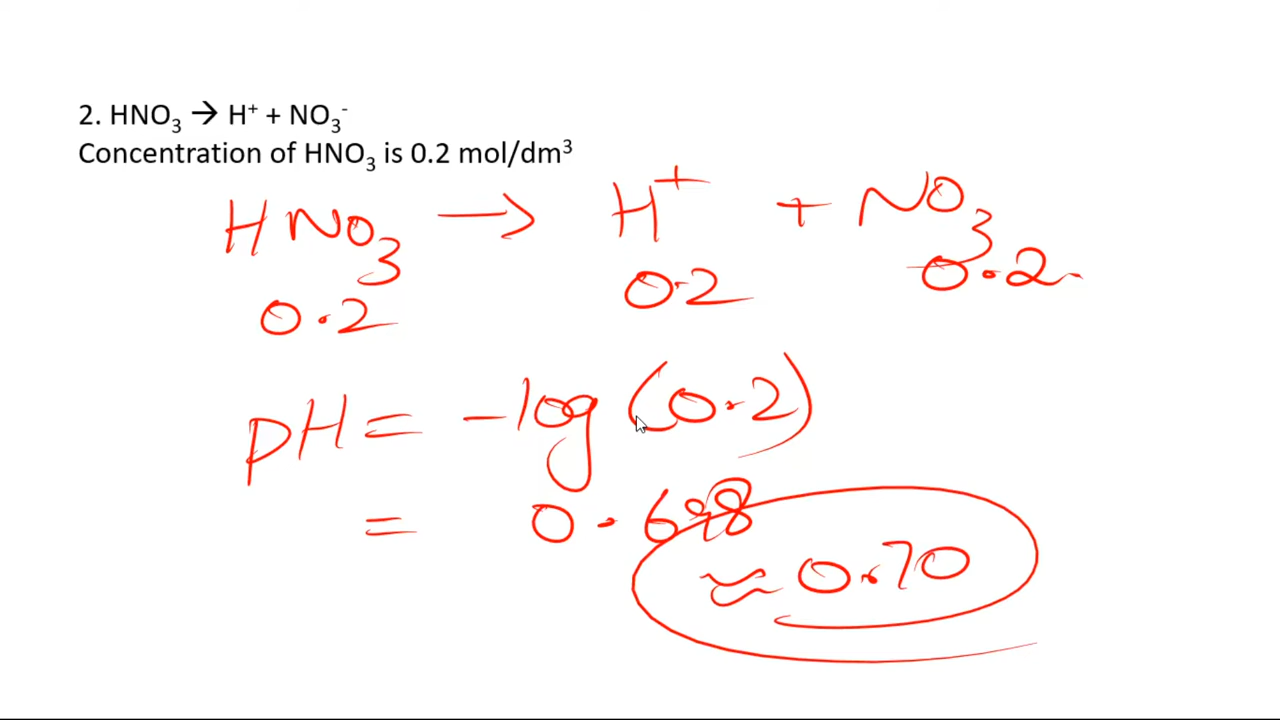 2. HNO₃ → H⁺ + NO₃⁻
Concentration of HNO₃ is 0.2 mol/dm³
HNO₃ → H⁺ + NO₃⁻
0.2 0.2 0.2
pH = -log (0.2)
= 0.698
≈ 0.70